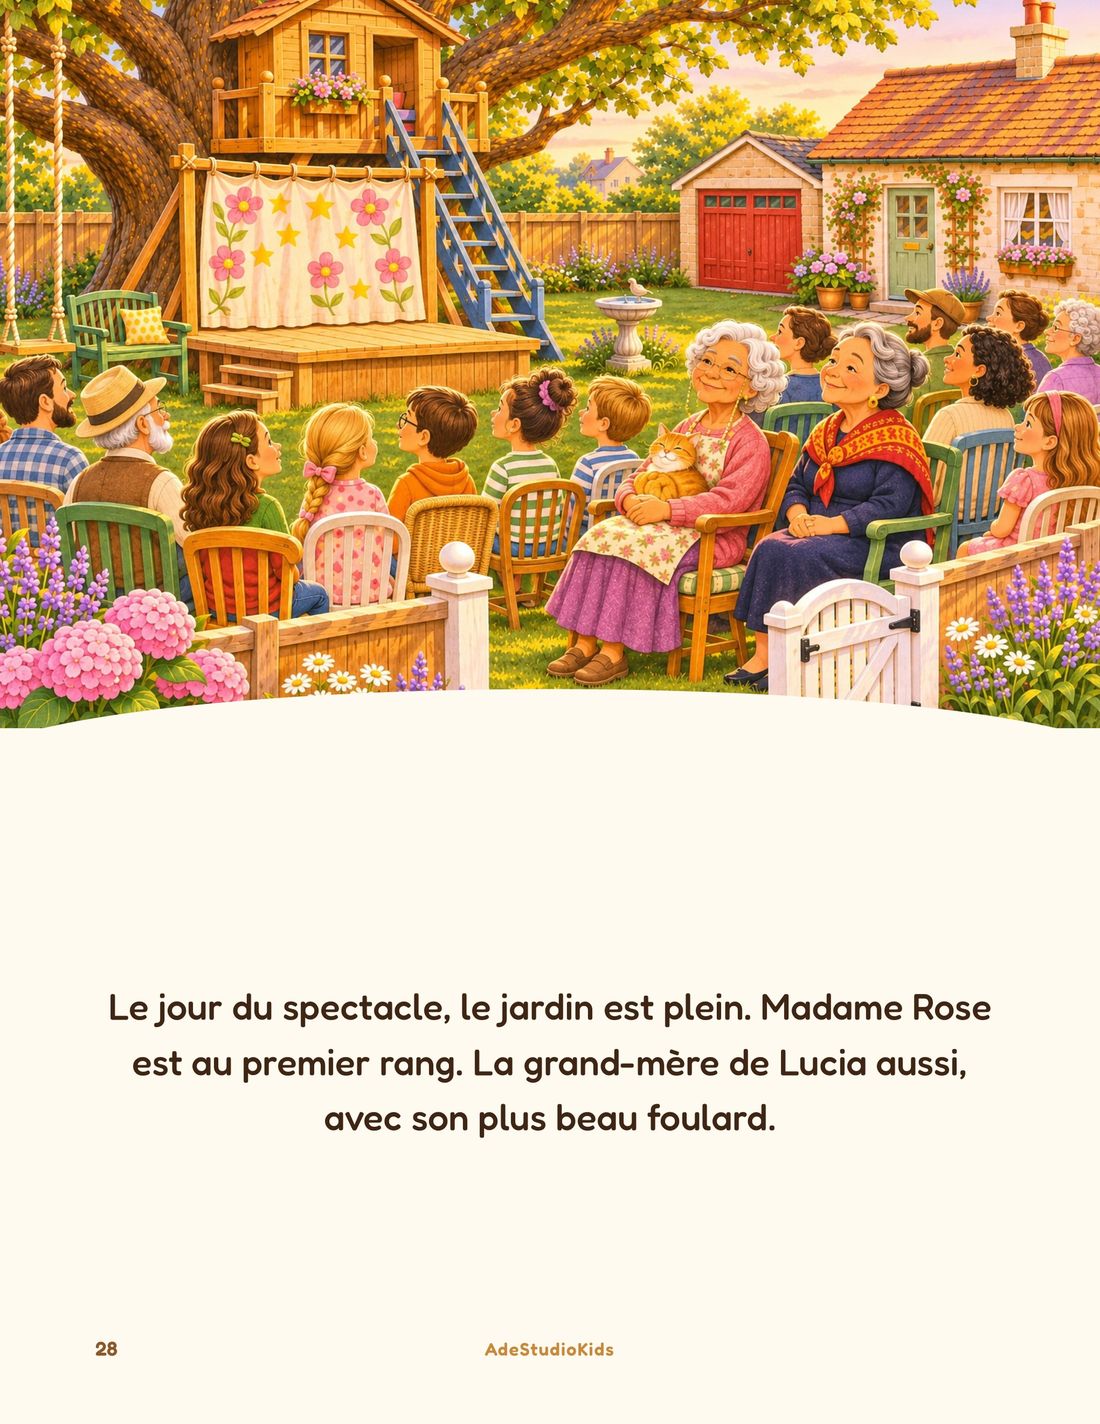 Le jour du spectacle, le jardin est plein. Madame Rose
est au premier rang. La grand-mère de Lucia aussi,
avec son plus beau foulard.
28
AdeStudioKids